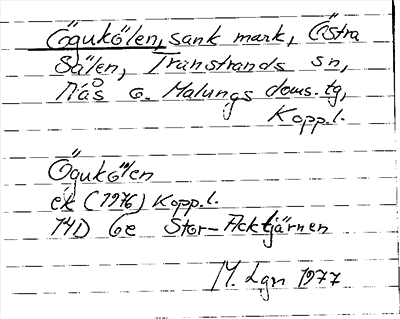 Ögukölen, sank mark, Östra
Sälen, Transtrands sn,
Nås o. Malungs doms. tg,
Kopp.l.
Ögukölen
ek (1976) Kopp.l.
14D 6e Stor-Acktjärnen
M. Lgn 1977